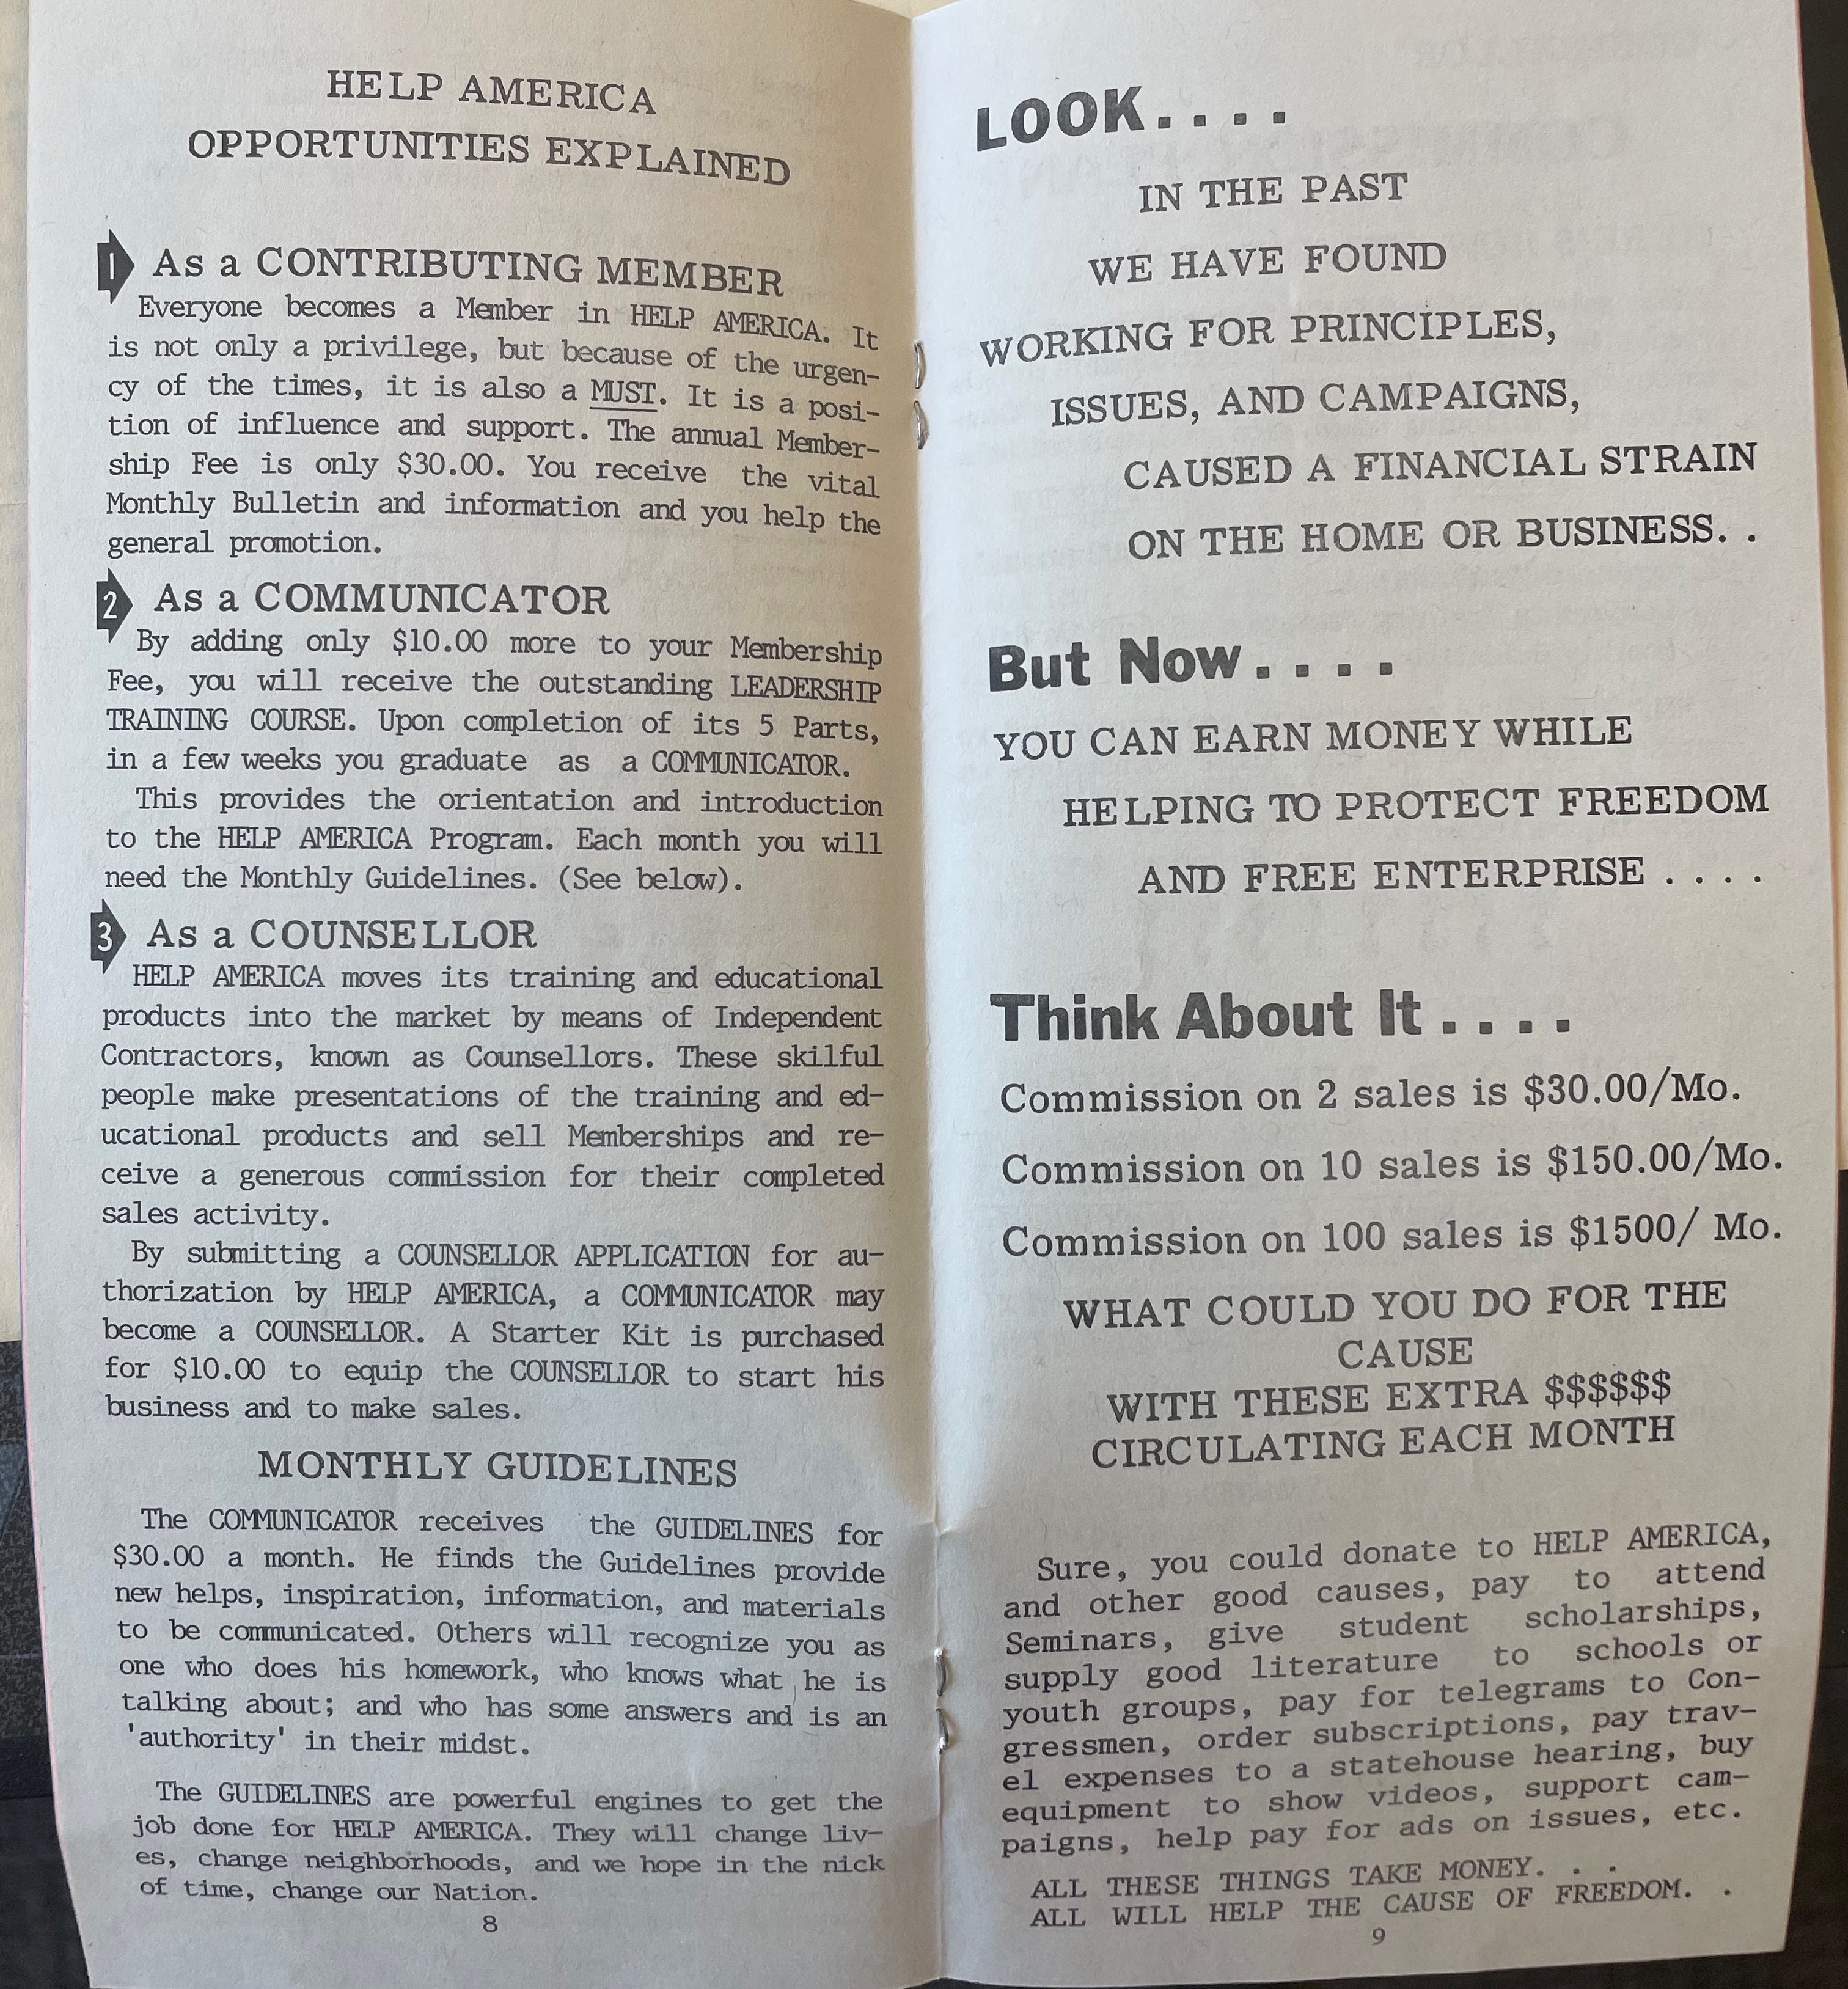 HELP AMERICA
OPPORTUNITIES EXPLAINED
1 As a CONTRIBUTING MEMBER
Everyone becomes a Member in HELP AMERICA. It
is not only a privilege, but because of the urgen-
cy of the times, it is also a MUST. It is a posi-
tion of influence and support. The annual Member-
ship Fee is only $30.00. You receive the vital
Monthly Bulletin and information and you help the
general promotion.
2 As a COMMUNICATOR
By adding only $10.00 more to your Membership
Fee, you will receive the outstanding LEADERSHIP
TRAINING COURSE. Upon completion of its 5 Parts,
in a few weeks you graduate as a COMMUNICATOR.
This provides the orientation and introduction
to the HELP AMERICA Program. Each month you will
need the Monthly Guidelines. (See below).
3 As a COUNSELLOR
HELP AMERICA moves its training and educational
products into the market by means of Independent
Contractors, known as Counsellors. These skilful
people make presentations of the training and ed-
ucational products and sell Memberships and re-
ceive a generous commission for their completed
sales activity.
By submitting a COUNSELLOR APPLICATION for au-
thorization by HELP AMERICA, a COMMUNICATOR may
become a COUNSELLOR. A Starter Kit is purchased
for $10.00 to equip the COUNSELLOR to start his
business and to make sales.
MONTHLY GUIDELINES
The COMMUNICATOR receives the GUIDELINES for
$30.00 a month. He finds the Guidelines provide
new helps, inspiration, information, and materials
to be communicated. Others will recognize you as
one who does his homework, who knows what he is
talking about; and who has some answers and is an
'authority' in their midst.
The GUIDELINES are powerful engines to get the
job done for HELP AMERICA. They will change liv-
es, change neighborhoods, and we hope in the nick
of time, change our Nation.
8
LOOK....
IN THE PAST
WE HAVE FOUND
WORKING FOR PRINCIPLES,
ISSUES, AND CAMPAIGNS,
CAUSED A FINANCIAL STRAIN
ON THE HOME OR BUSINESS. .
But Now....
YOU CAN EARN MONEY WHILE
HELPING TO PROTECT FREEDOM
AND FREE ENTERPRISE ....
Think About It....
Commission on 2 sales is $30.00/Mo.
Commission on 10 sales is $150.00/Mo.
Commission on 100 sales is $1500/ Mo.
WHAT COULD YOU DO FOR THE
CAUSE
WITH THESE EXTRA $$$$$$
CIRCULATING EACH MONTH
Sure, you could donate to HELP AMERICA,
and other good causes, pay to attend
Seminars, give student scholarships,
supply good literature to schools or
youth groups, pay for telegrams to Con-
gressmen, order subscriptions, pay trav-
el expenses to a statehouse hearing, buy
equipment to show videos, support cam-
paigns, help pay for ads on issues, etc.
ALL THESE THINGS TAKE MONEY. . .
ALL WILL HELP THE CAUSE OF FREEDOM. .
9